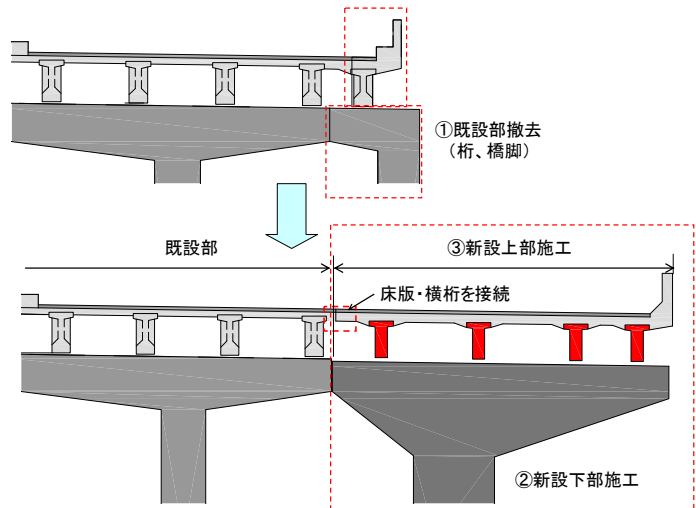 ①既設部撤去
（桁、橋脚）
既設部
③新設上部施工
床版・横桁を接続
②新設下部施工